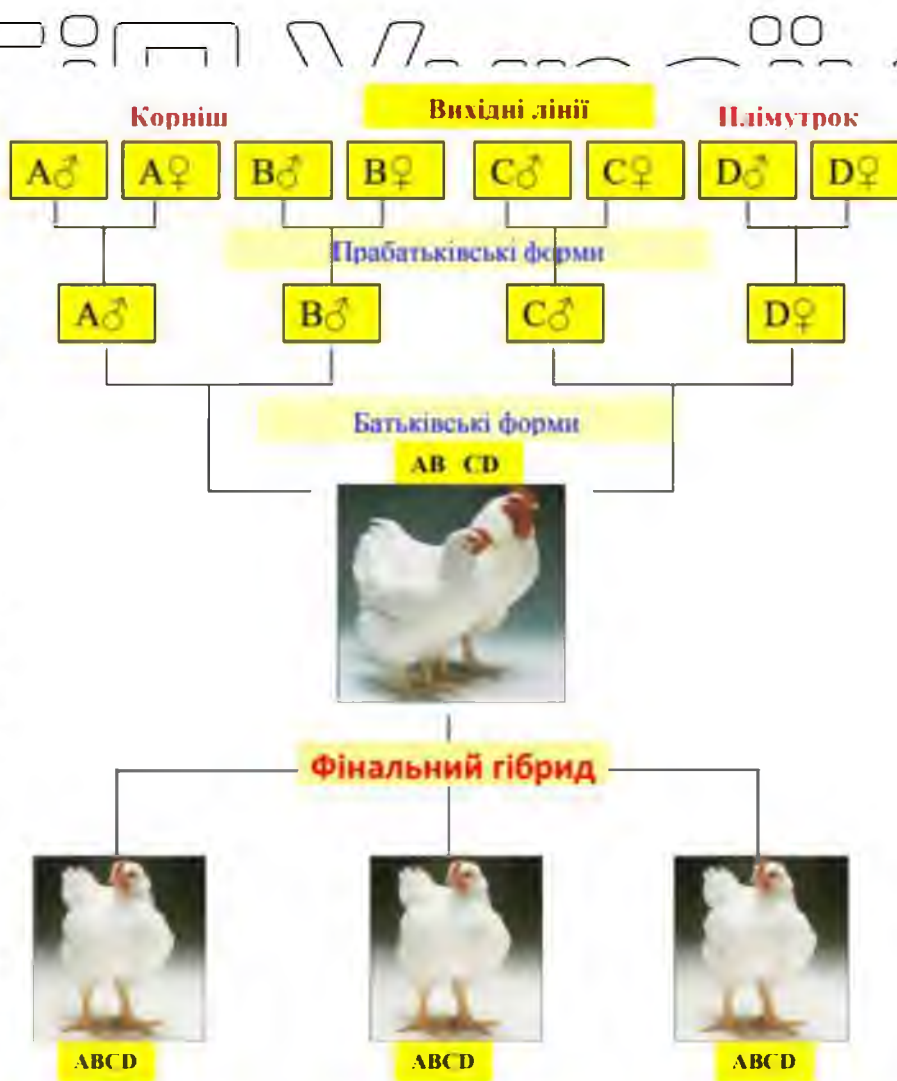 Вихідні лінії
Корніш Плімутрок
A♂ A♀ B♂ B♀ C♂ C♀ D♂ D♀
Прабатьківські форми
A♂ B♂ C♂ D♀
Батьківські форми
AB CD
Фінальний гібрид
ABCD ABCD ABCD